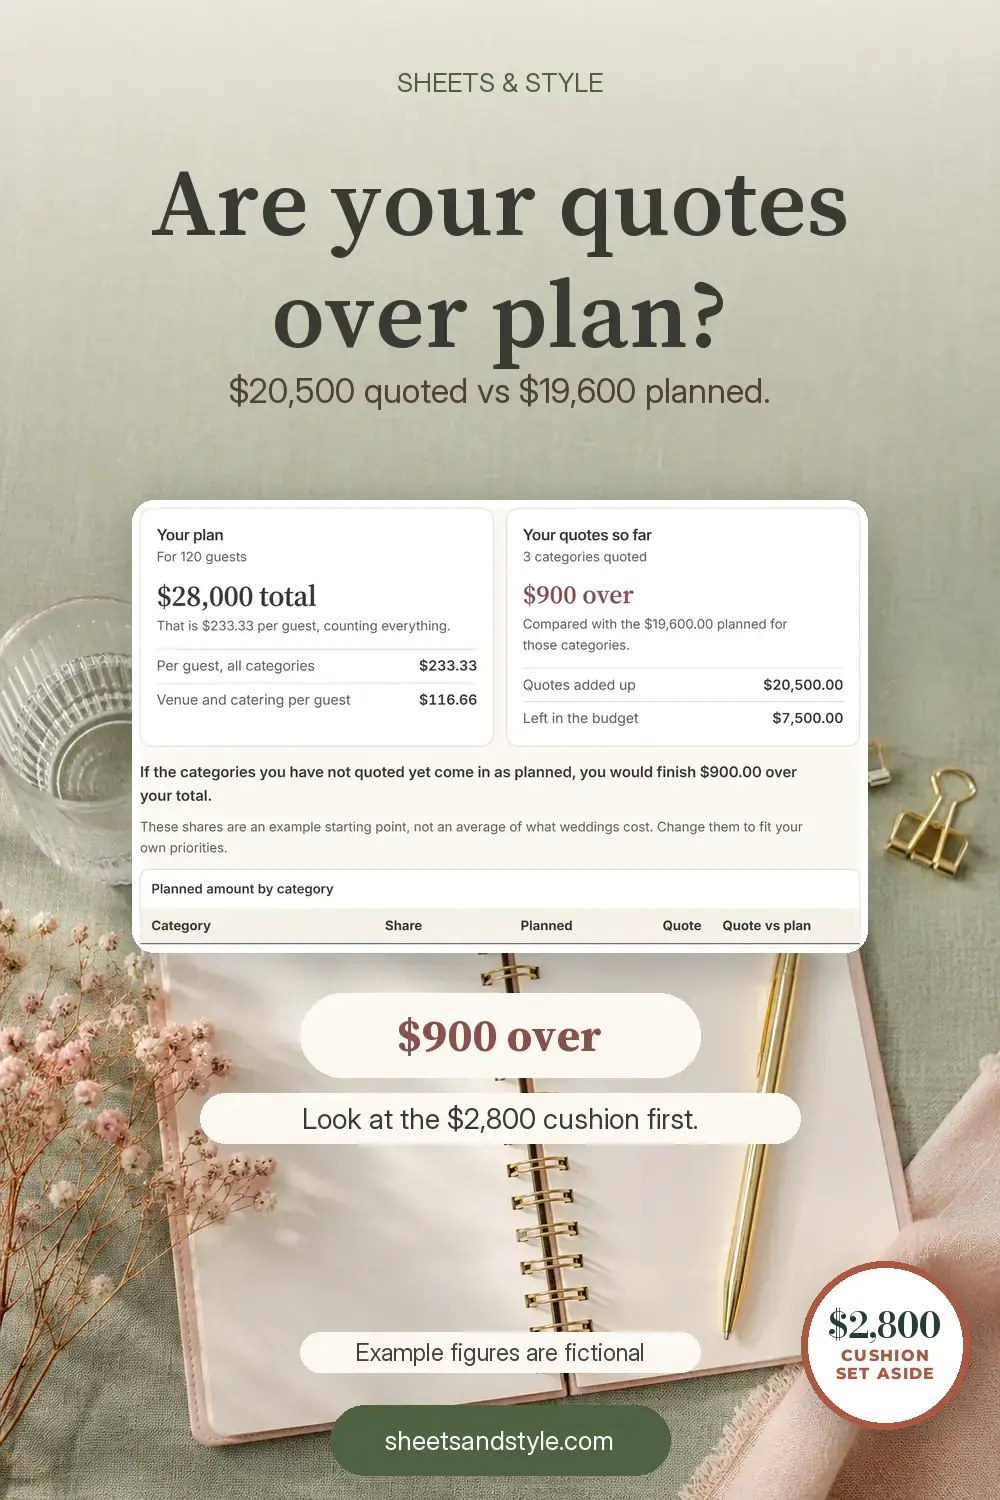 SHEETS & STYLE
Are your quotes
over plan?
$20,500 quoted vs $19,600 planned.
Your plan
For 120 guests
$28,000 total
That is $233.33 per guest, counting everything.
Per guest, all categories $233.33
Venue and catering per guest $116.66
Your quotes so far
3 categories quoted
$900 over
Compared with the $19,600.00 planned for
those categories.
Quotes added up $20,500.00
Left in the budget $7,500.00
If the categories you have not quoted yet come in as planned, you would finish $900.00 over
your total.
These shares are an example starting point, not an average of what weddings cost. Change them to fit your
own priorities.
Planned amount by category
Category Share Planned Quote Quote vs plan
$900 over
Look at the $2,800 cushion first.
$2,800
CUSHION
SET ASIDE
Example figures are fictional
sheetsandstyle.com